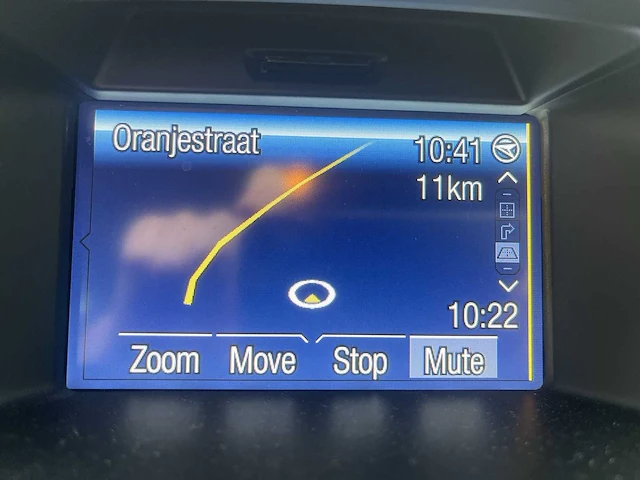 Oranjestraat 10:41
11km
10:22
Zoom Move Stop Mute